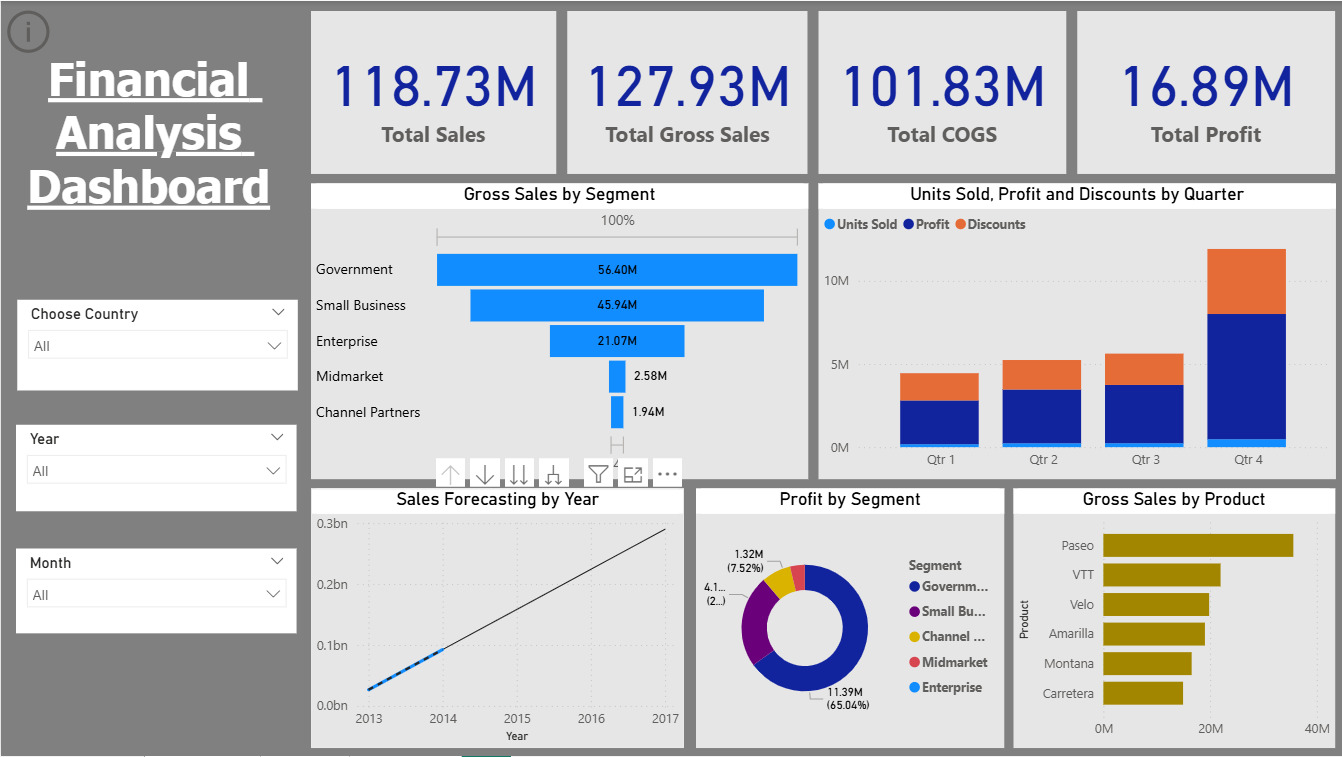 Financial
Analysis
Dashboard
118.73M
Total Sales
127.93M
Total Gross Sales
101.83M
Total COGS
16.89M
Total Profit
Choose Country
All
Year
All
Month
All
Gross Sales by Segment
100%
Government
56.40M
Small Business
45.94M
Enterprise
21.07M
Midmarket
2.58M
Channel Partners
1.94M
Units Sold, Profit and Discounts by Quarter
Units Sold Profit Discounts
10M
5M
0M
Qtr 1 Qtr 2 Qtr 3 Qtr 4
Sales Forecasting by Year
0.3bn
0.2bn
0.1bn
0.0bn
2013 2014 2015 2016 2017
Year
Profit by Segment
1.32M
(7.52%)
4.1...
(2...)
11.39M
(65.04%)
Segment
Governm...
Small Bu...
Channel ...
Midmarket
Enterprise
Gross Sales by Product
Product
Paseo
VTT
Velo
Amarilla
Montana
Carretera
0M 20M 40M